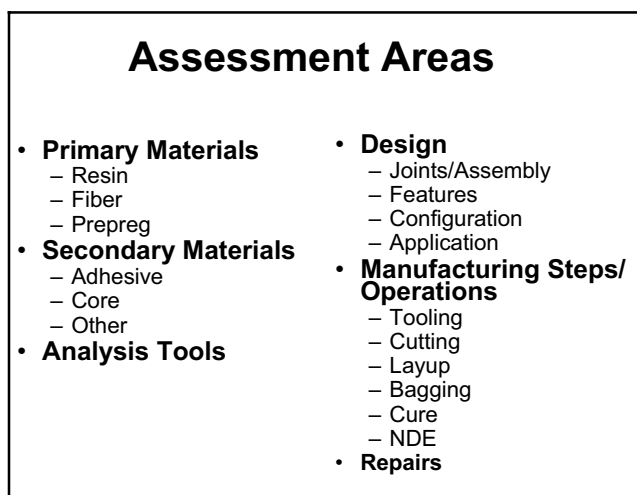 Assessment Areas
• Primary Materials
– Resin
– Fiber
– Prepreg
• Secondary Materials
– Adhesive
– Core
– Other
• Analysis Tools
• Design
– Joints/Assembly
– Features
– Configuration
– Application
• Manufacturing Steps/
Operations
– Tooling
– Cutting
– Layup
– Bagging
– Cure
– NDE
• Repairs